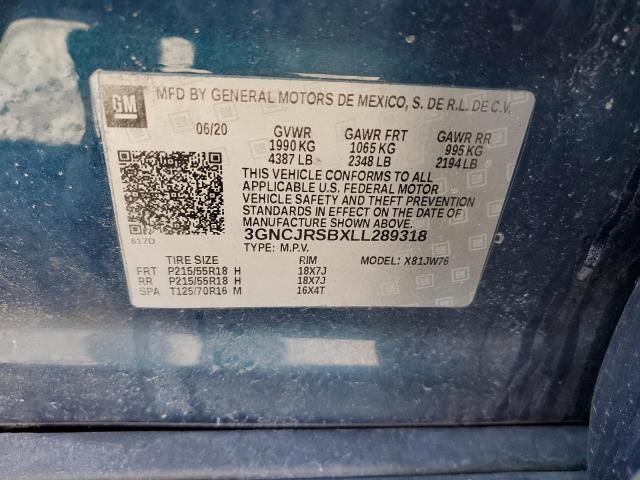 GM
MFD BY GENERAL MOTORS DE MEXICO, S. DE R.L. DE C.V.
06/20 GVWR GAWR FRT GAWR RR
1990 KG 1065 KG 995 KG
4387 LB 2348 LB 2194 LB
THIS VEHICLE CONFORMS TO ALL
APPLICABLE U.S. FEDERAL MOTOR
VEHICLE SAFETY AND THEFT PREVENTION
STANDARDS IN EFFECT ON THE DATE OF
MANUFACTURE SHOWN ABOVE.
617D 3GNCJRSBXLL289318
TYPE: M.P.V. MODEL: X81JW76
TIRE SIZE RIM
FRT P215/55R18 H 18X7J
RR P215/55R18 H 18X7J
SPA T125/70R16 M 16X4T